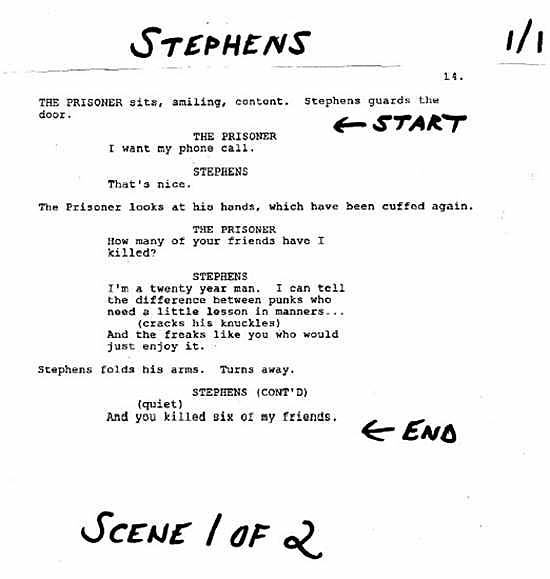 STEPHENS
1/1
14.
THE PRISONER sits, smiling, content. Stephens guards the
door.
← START
THE PRISONER
I want my phone call.
STEPHENS
That's nice.
The Prisoner looks at his hands, which have been cuffed again.
THE PRISONER
How many of your friends have I
killed?
STEPHENS
I'm a twenty year man. I can tell
the difference between punks who
need a little lesson in manners...
(cracks his knuckles)
And the freaks like you who would
just enjoy it.
Stephens folds his arms. Turns away.
STEPHENS (CONT'D)
(quiet)
And you killed six of my friends.
← END
SCENE 1 OF 2